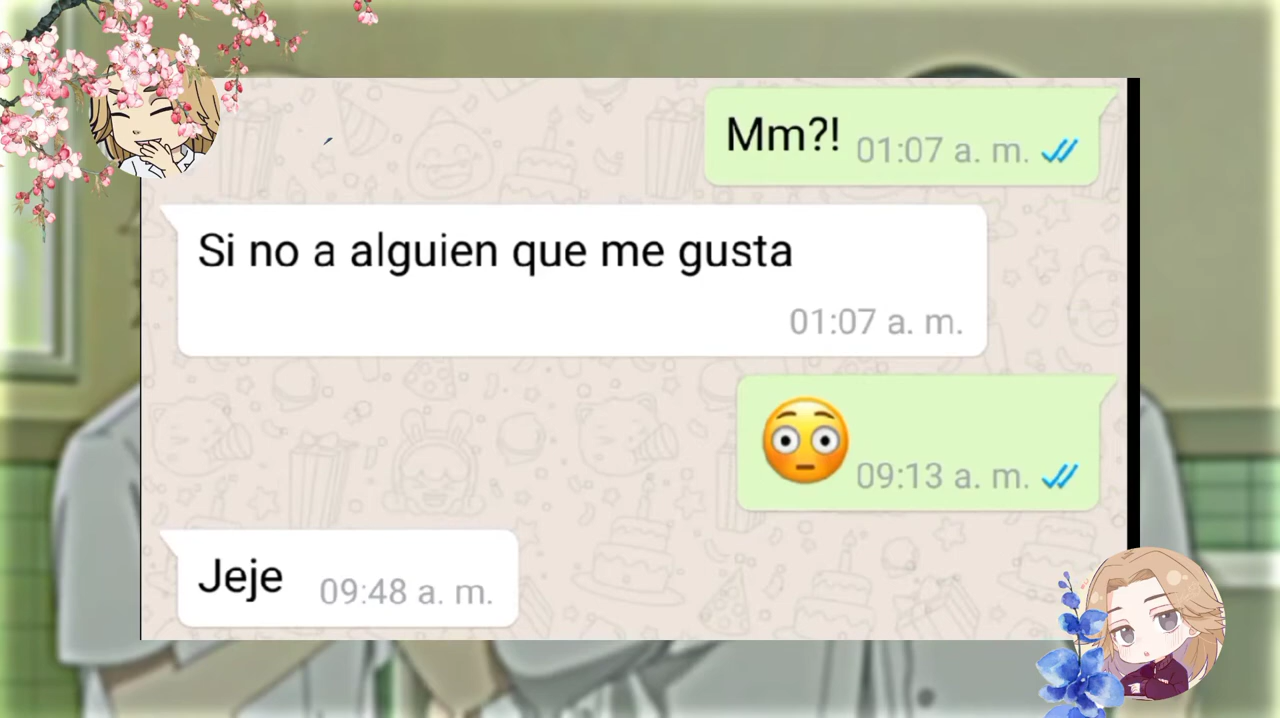 Mm?! 01:07 a. m.
Si no a alguien que me gusta
01:07 a. m.
😳 09:13 a. m.
Jeje 09:48 a. m.